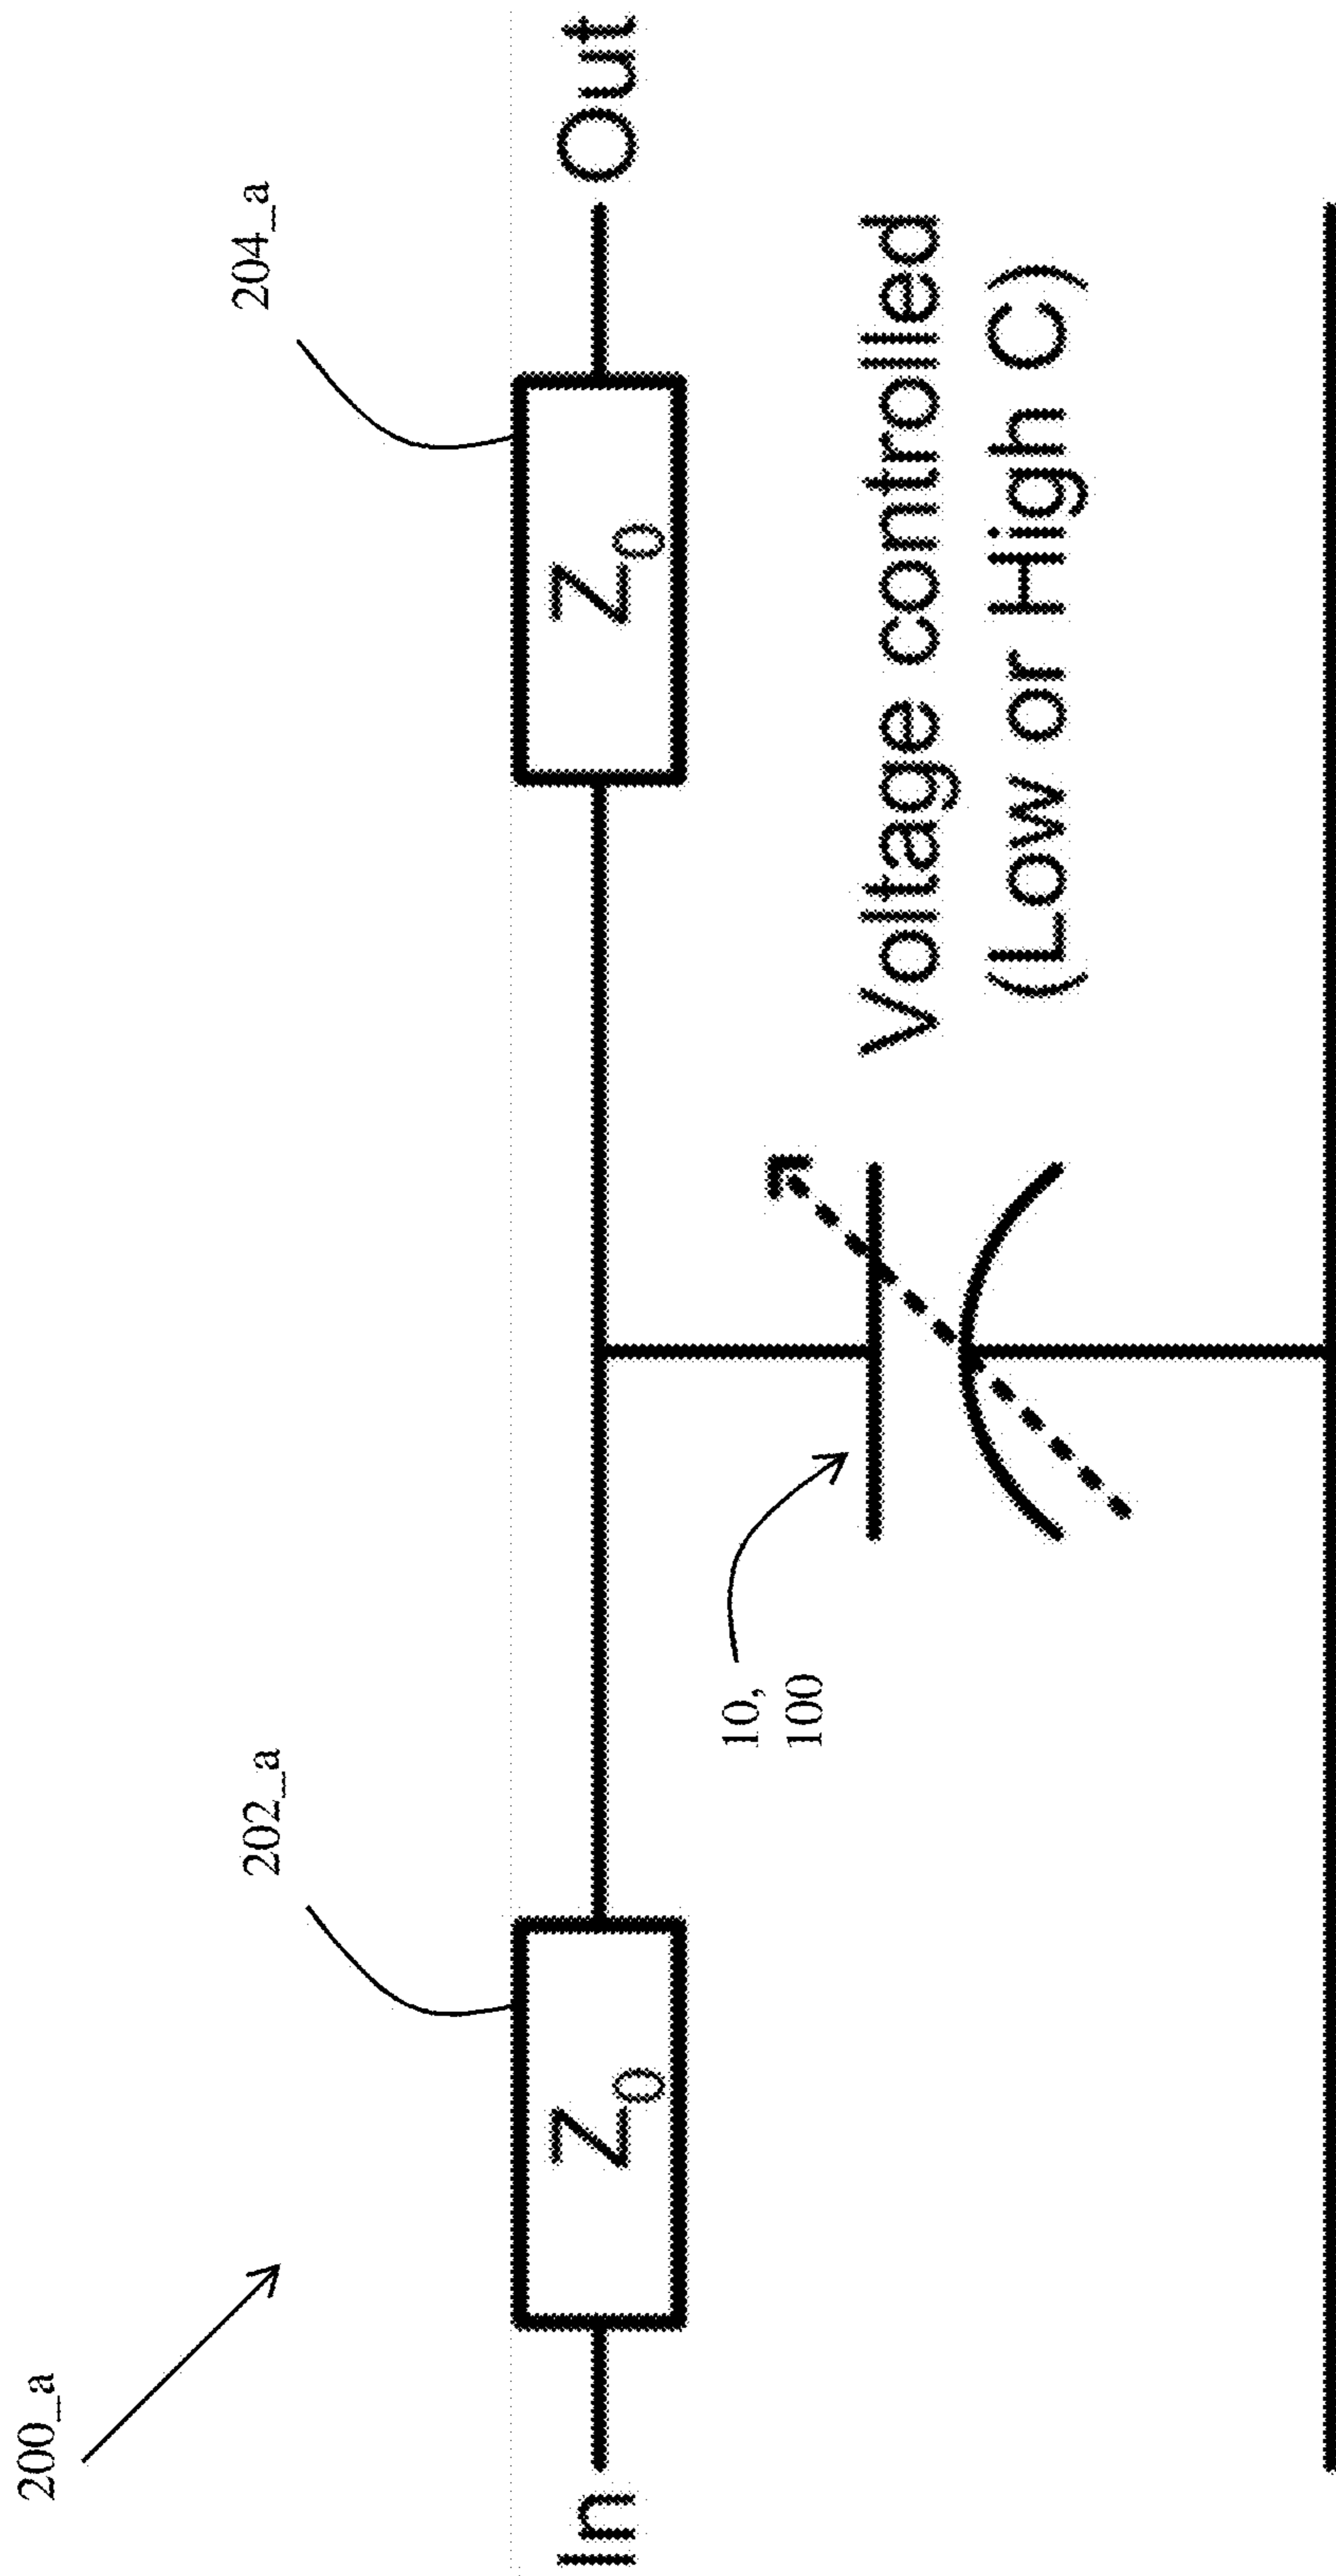 200_a
202_a
204_a
In
Z0
Z0
Out
10,
100
Voltage controlled
(Low or High C)